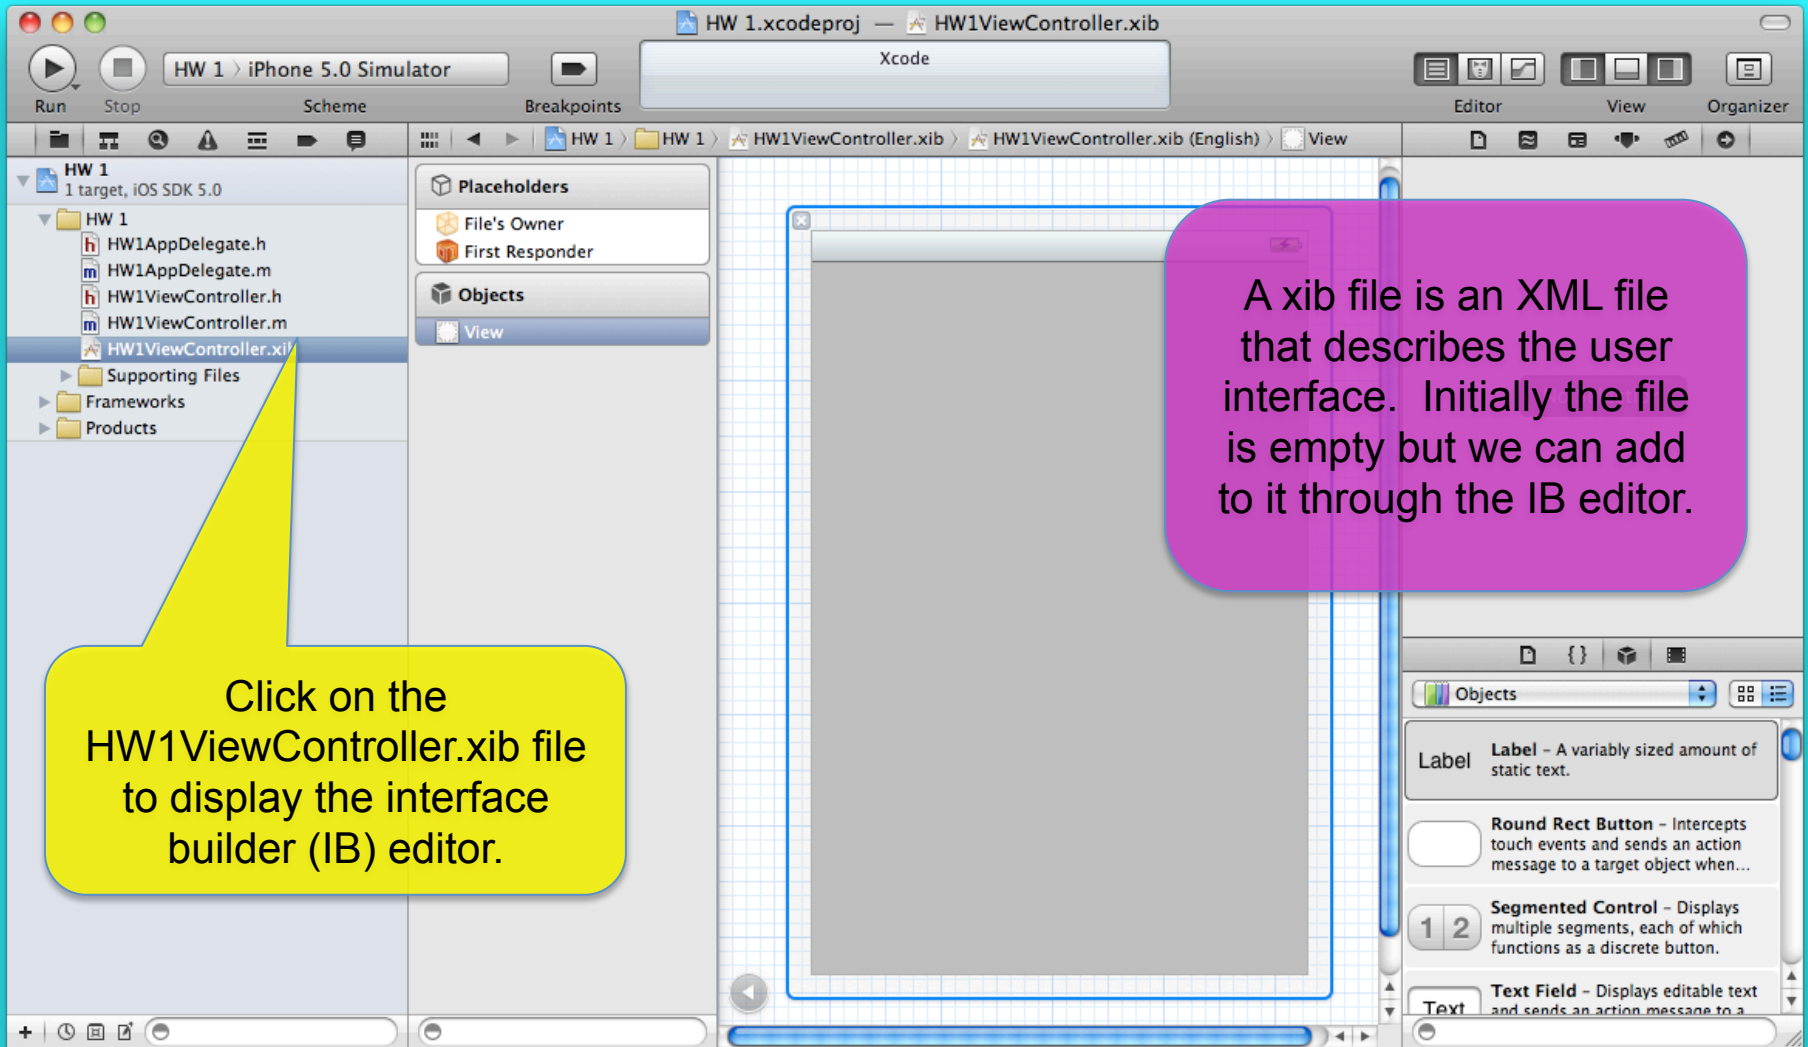 HW 1.xcodeproj — HW1ViewController.xib
HW 1 〉 iPhone 5.0 Simulator
Xcode
Run Stop Scheme Breakpoints Editor View Organizer
HW 1 〉 HW 1 〉 HW1ViewController.xib 〉 HW1ViewController.xib (English) 〉 View
HW 1
1 target, iOS SDK 5.0
HW 1
HW1AppDelegate.h
HW1AppDelegate.m
HW1ViewController.h
HW1ViewController.m
HW1ViewController.xib
Supporting Files
Frameworks
Products
Placeholders
File's Owner
First Responder
Objects
View
A xib file is an XML file
that describes the user
interface. Initially the file
is empty but we can add
to it through the IB editor.
Click on the
HW1ViewController.xib file
to display the interface
builder (IB) editor.
{}
Objects
Label
Label – A variably sized amount of
static text.
Round Rect Button – Intercepts
touch events and sends an action
message to a target object when...
1 2
Segmented Control – Displays
multiple segments, each of which
functions as a discrete button.
Text
Text Field – Displays editable text
and sends an action message to a